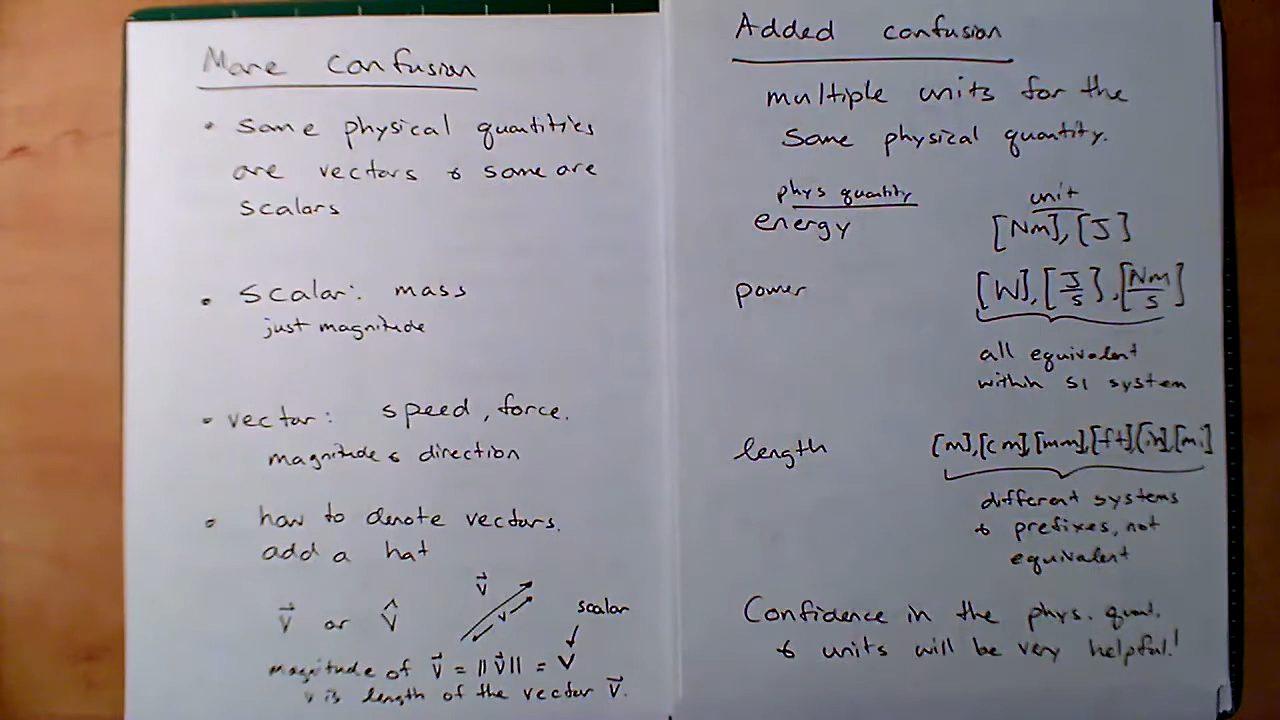 More confusion
• some physical quantities
are vectors & some are
scalars
• scalar: mass
just magnitude
• vector: speed, force.
magnitude & direction
• how to denote vectors.
add a hat
v⃗ or v̂
v⃗
v
scalar
magnitude of v⃗ = ||v⃗|| = v
v is length of the vector v⃗.
Added confusion
multiple units for the
same physical quantity.
phys quantity unit
energy [Nm], [J]
power [W], [J/s], [Nm/s]
all equivalent
within SI system
length [m], [cm], [mm], [ft], [in], [mi]
different systems
& prefixes, not
equivalent
Confidence in the phys. quant.
& units will be very helpful!